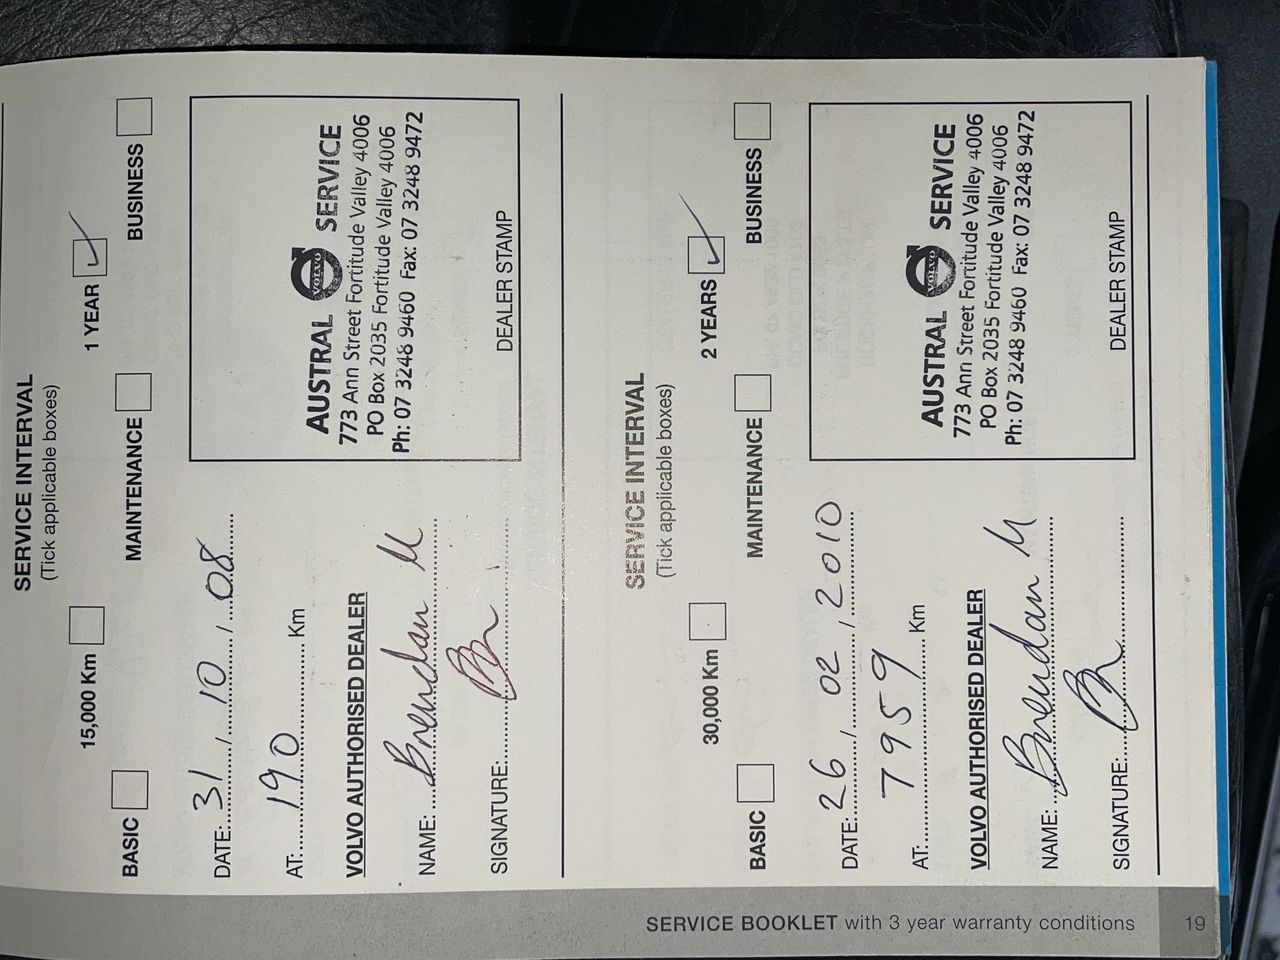 SERVICE INTERVAL
(Tick applicable boxes)
15,000 Km 1 YEAR
BASIC MAINTENANCE BUSINESS
DATE: 31, 10, 08
AT: 190 Km
VOLVO AUTHORISED DEALER
NAME: Brendan M
SIGNATURE:
AUSTRAL VOLVO SERVICE
773 Ann Street Fortitude Valley 4006
PO Box 2035 Fortitude Valley 4006
Ph: 07 3248 9460 Fax: 07 3248 9472
DEALER STAMP
SERVICE INTERVAL
(Tick applicable boxes)
30,000 Km 2 YEARS
BASIC MAINTENANCE BUSINESS
DATE: 26, 02, 2010
AT: 7959 Km
VOLVO AUTHORISED DEALER
NAME: Brendan M
SIGNATURE:
AUSTRAL VOLVO SERVICE
773 Ann Street Fortitude Valley 4006
PO Box 2035 Fortitude Valley 4006
Ph: 07 3248 9460 Fax: 07 3248 9472
DEALER STAMP
SERVICE BOOKLET with 3 year warranty conditions 19